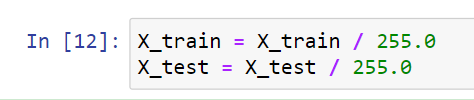 In [12]: X_train = X_train / 255.0
X_test = X_test / 255.0